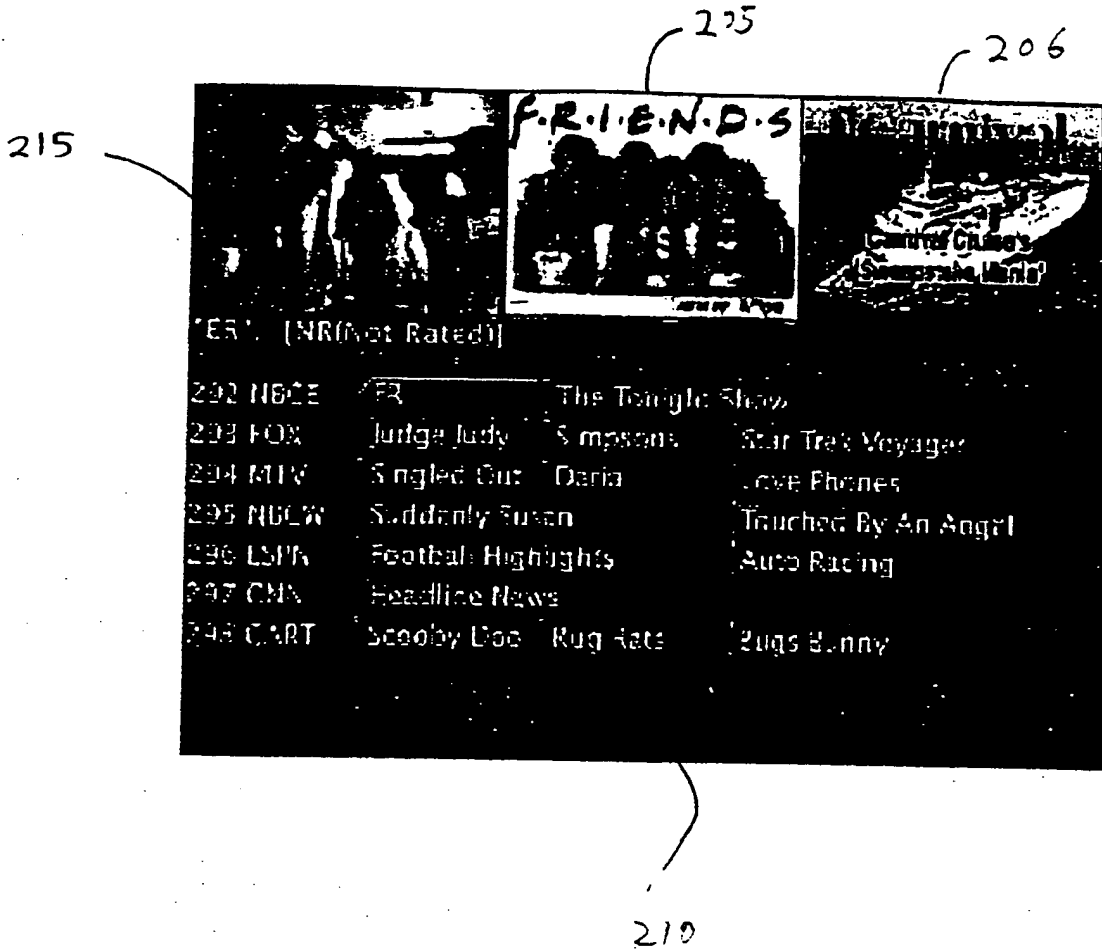 205
206
215
F·R·I·E·N·D·S
Carnival Cruise's
"ER". [NR(Not Rated)]
292 NBCE ER The Tonight Show
293 FOX Judge Judy Simpsons Star Trek Voyager
294 MTV Singled Out Daria Love Phones
295 NBCW Suddenly Susan Touched By An Angel
296 ESPN Football Highlights Auto Racing
297 CNN Headline News
298 CART Scooby Doo Rug Rats Bugs Bunny
210